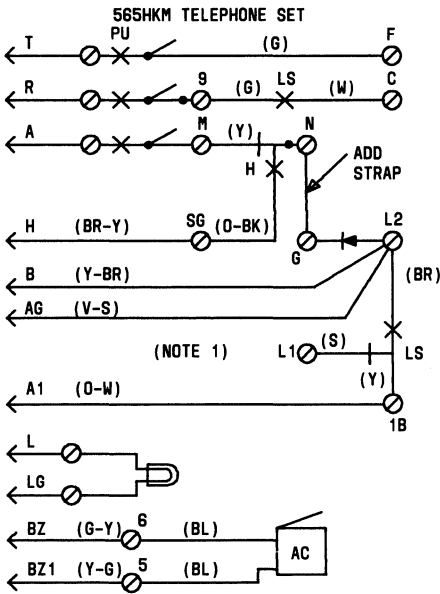 565HKM TELEPHONE SET
T PU (G) F
R 9 (G) LS (W) C
A M (Y) N
H
ADD
STRAP
H (BR-Y) SG (O-BK) G L2
B (Y-BR) (BR)
AG (V-S)
(NOTE 1) L1 (S) LS
(Y)
A1 (O-W) 1B
L
LG
BZ (G-Y) 6 (BL)
AC
BZ1 (Y-G) 5 (BL)